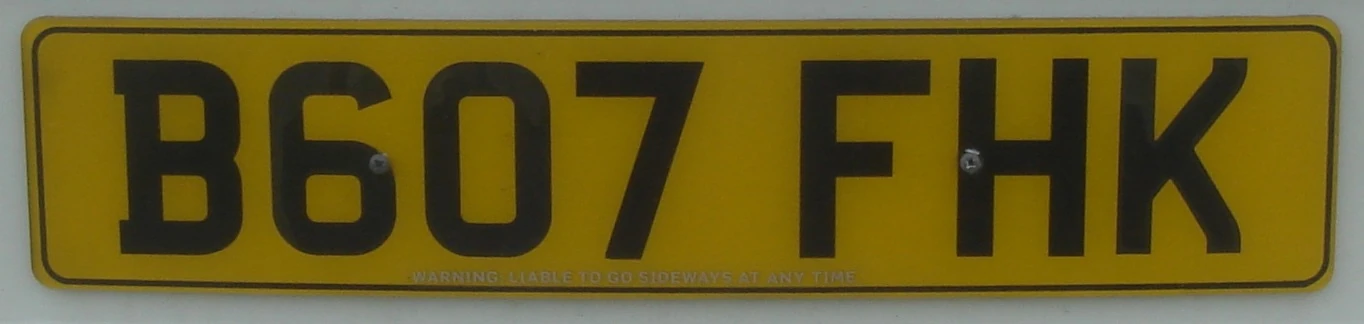 B607 FHK
WARNING: LIABLE TO GO SIDEWAYS AT ANY TIME